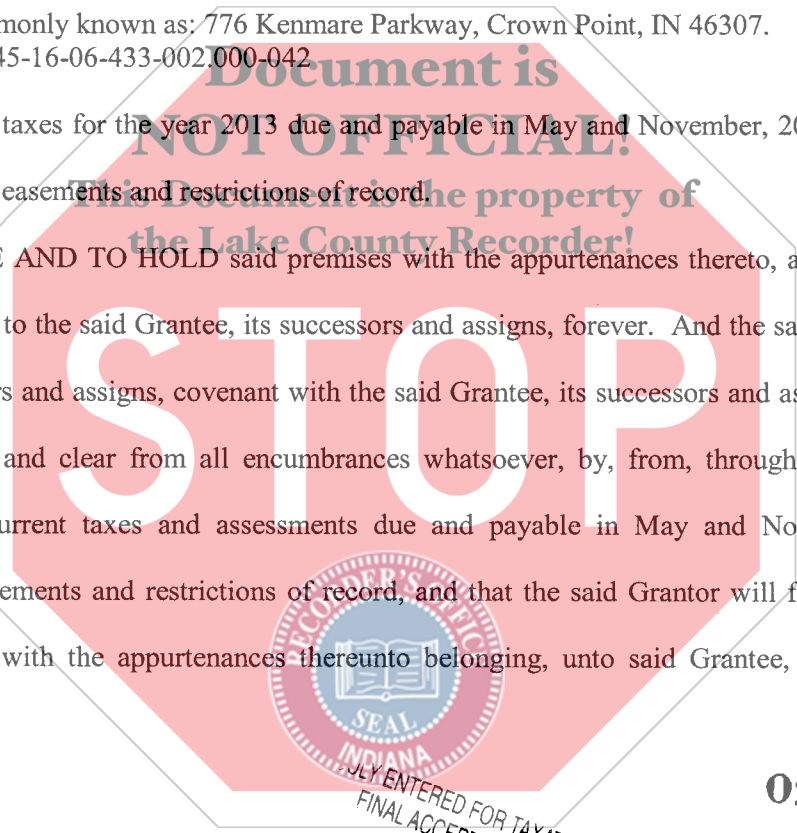 monly known as: 776 Kenmare Parkway, Crown Point, IN 46307.
45-16-06-433-002.000-042
Document is
taxes for the year 2013 due and payable in May and November, 20
NOT OFFICIAL!
easements and restrictions of record.
This Document is the property of
the Lake County Recorder!
E AND TO HOLD said premises with the appurtenances thereto, a
to the said Grantee, its successors and assigns, forever. And the sa
rs and assigns, covenant with the said Grantee, its successors and as
and clear from all encumbrances whatsoever, by, from, through
urrent taxes and assessments due and payable in May and No
ements and restrictions of record, and that the said Grantor will f
with the appurtenances thereunto belonging, unto said Grantee,
STOP
RECORDER'S OFFICE
SEAL
INDIANA
ULY ENTERED FOR TAXAT
FINAL ACCEPT